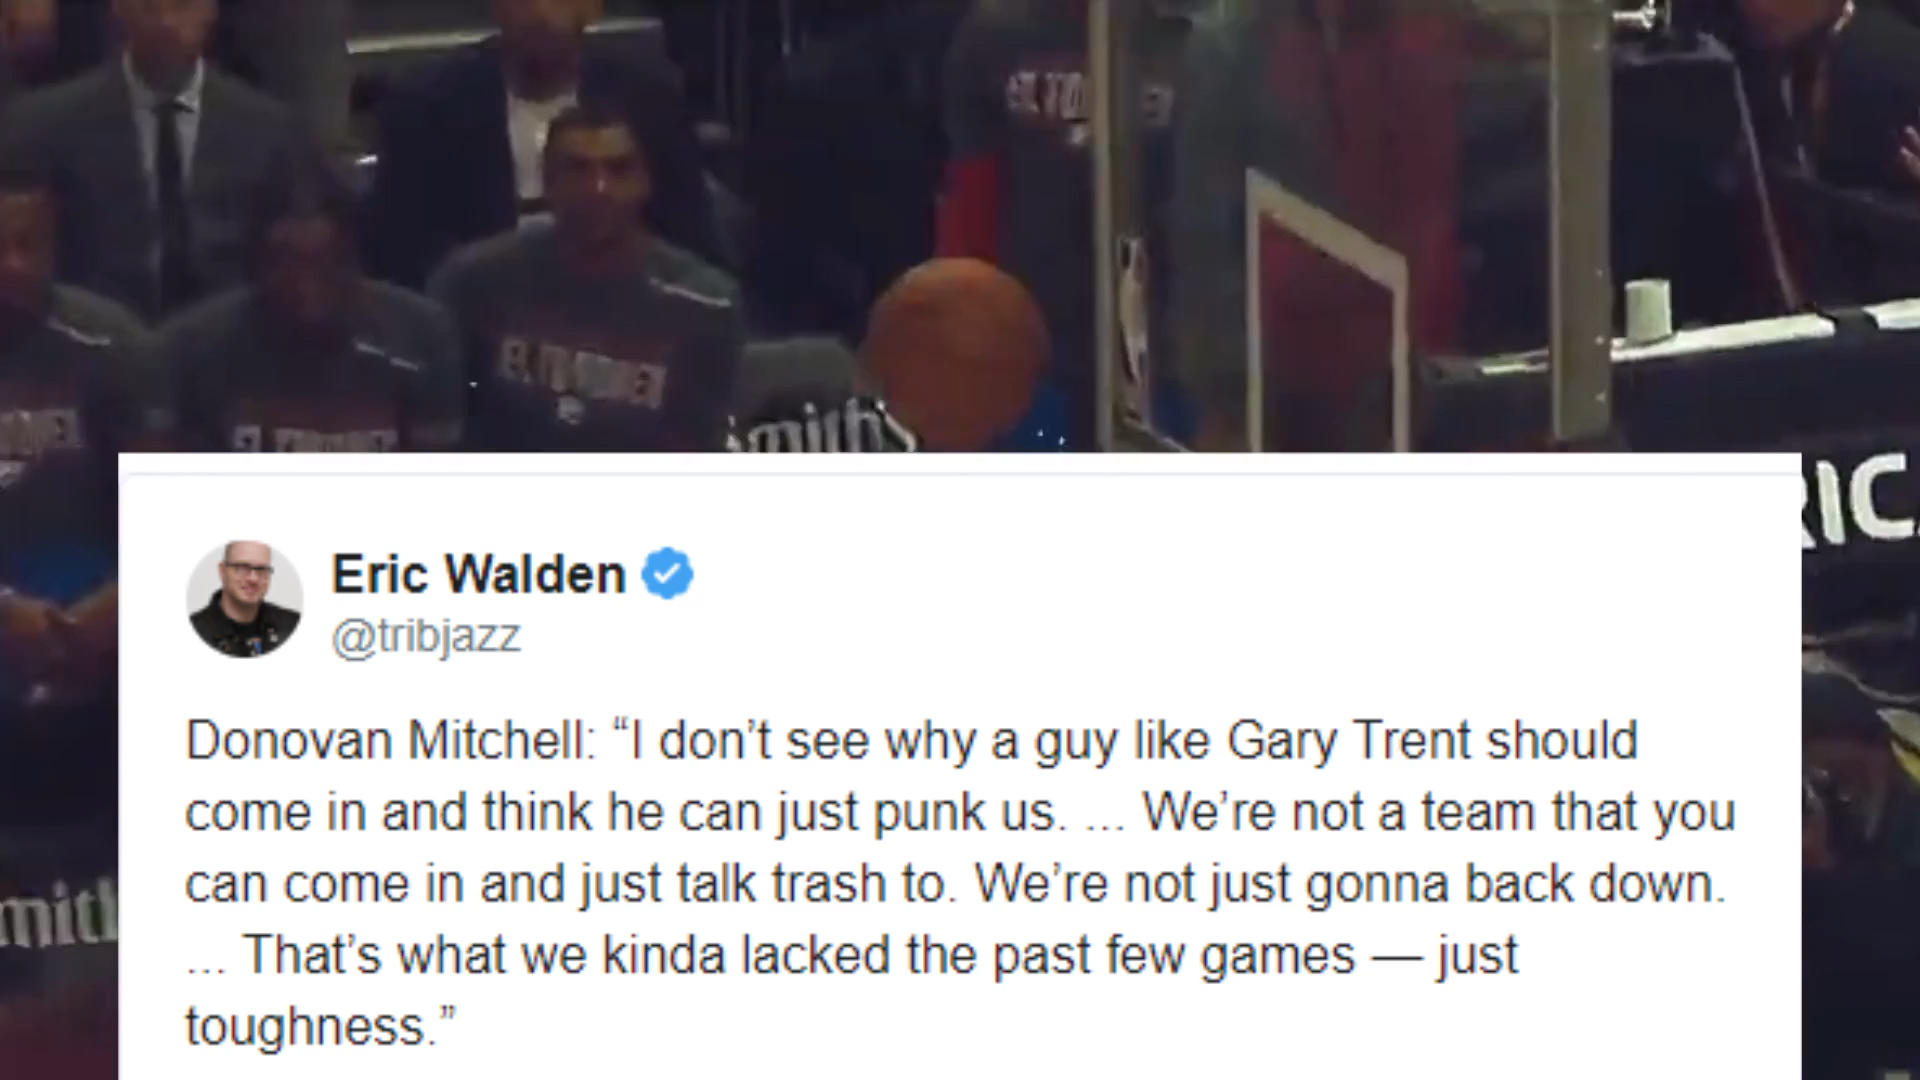 smith's
RIC
Eric Walden
@tribjazz
Donovan Mitchell: “I don’t see why a guy like Gary Trent should
come in and think he can just punk us. ... We’re not a team that you
can come in and just talk trash to. We’re not just gonna back down.
... That’s what we kinda lacked the past few games — just
toughness.”